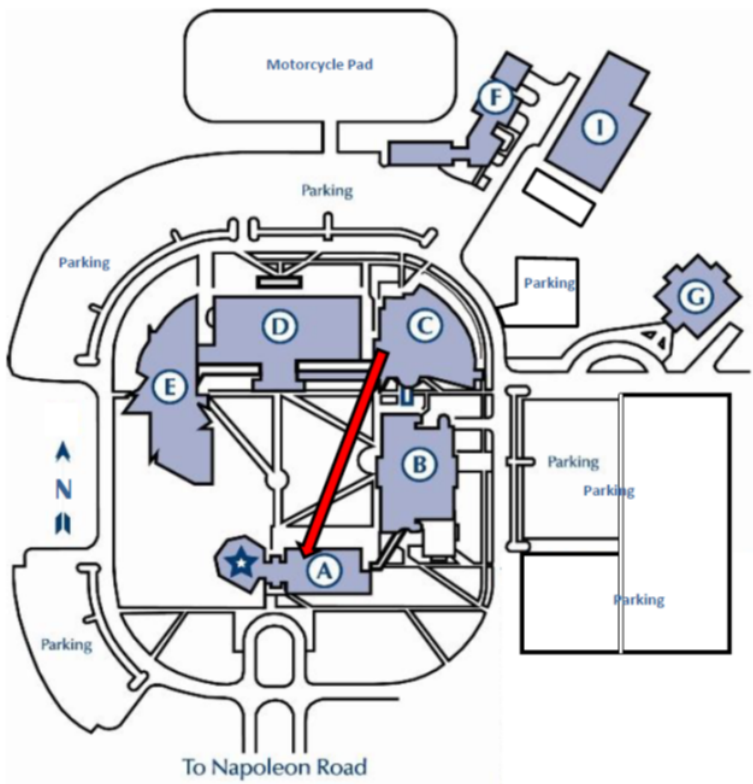 Motorcycle Pad
F
I
Parking
Parking
Parking
G
D
C
E
B
Parking
Parking
N
A
Parking
Parking
To Napoleon Road